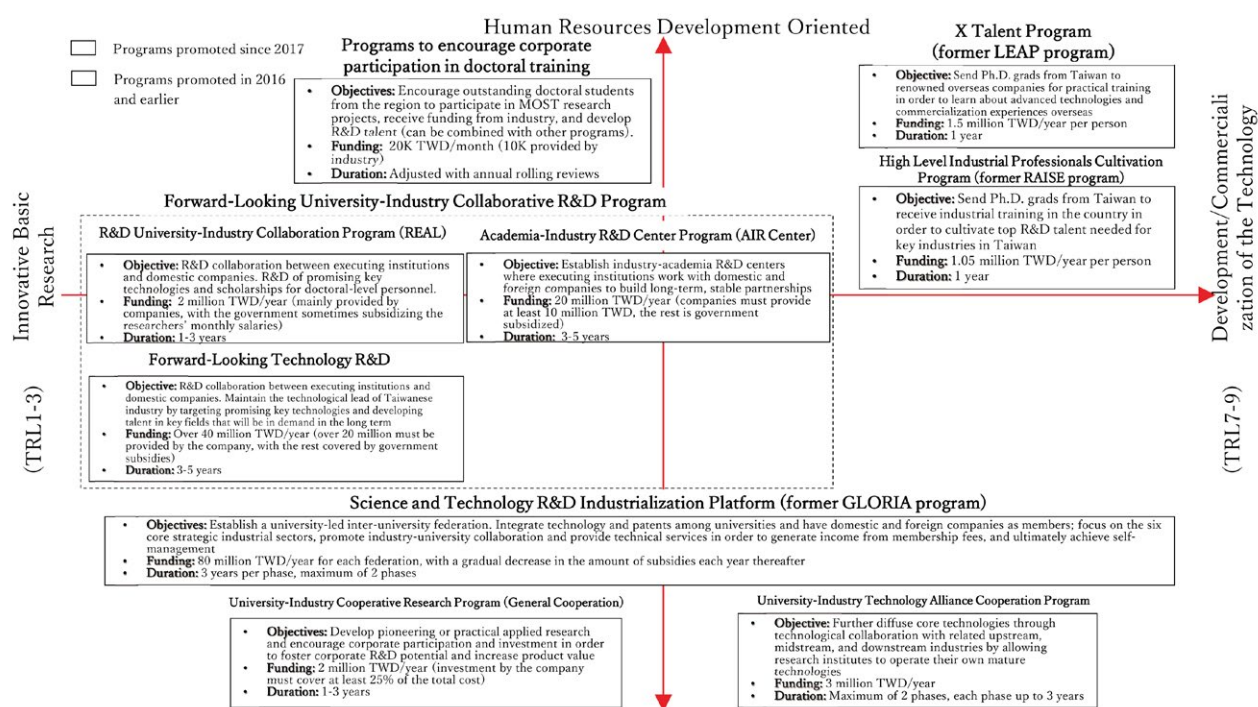 Human Resources Development Oriented
Programs promoted since 2017
Programs promoted in 2016
and earlier
Programs to encourage corporate
participation in doctoral training
• Objectives: Encourage outstanding doctoral students
from the region to participate in MOST research
projects, receive funding from industry, and develop
R&D talent (can be combined with other programs).
• Funding: 20K TWD/month (10K provided by
industry)
• Duration: Adjusted with annual rolling reviews
X Talent Program
(former LEAP program)
• Objective: Send Ph.D. grads from Taiwan to
renowned overseas companies for practical training
in order to learn about advanced technologies and
commercialization experiences overseas
• Funding: 1.5 million TWD/year per person
• Duration: 1 year
High Level Industrial Professionals Cultivation
Program (former RAISE program)
• Objective: Send Ph.D. grads from Taiwan to
receive industrial training in the country in
order to cultivate top R&D talent needed for
key industries in Taiwan
• Funding: 1.05 million TWD/year per person
• Duration: 1 year
Innovative Basic
Research
(TRL1-3)
Development/Commerciali
zation of the Technology
(TRL7-9)
Forward-Looking University-Industry Collaborative R&D Program
R&D University-Industry Collaboration Program (REAL)
• Objective: R&D collaboration between executing institutions
and domestic companies. R&D of promising key
technologies and scholarships for doctoral-level personnel.
• Funding: 2 million TWD/year (mainly provided by
companies, with the government sometimes subsidizing the
researchers' monthly salaries)
• Duration: 1-3 years
Academia-Industry R&D Center Program (AIR Center)
• Objective: Establish industry-academia R&D centers
where executing institutions work with domestic and
foreign companies to build long-term, stable partnerships
• Funding: 20 million TWD/year (companies must provide
at least 10 million TWD, the rest is government
subsidized)
• Duration: 3-5 years
Forward-Looking Technology R&D
• Objective: R&D collaboration between executing institutions and
domestic companies. Maintain the technological lead of Taiwanese
industry by targeting promising key technologies and developing
talent in key fields that will be in demand in the long term
• Funding: Over 40 million TWD/year (over 20 million must be
provided by the company, with the rest covered by government
subsidies)
• Duration: 3-5 years
Science and Technology R&D Industrialization Platform (former GLORIA program)
• Objectives: Establish a university-led inter-university federation. Integrate technology and patents among universities and have domestic and foreign companies as members; focus on the six
core strategic industrial sectors, promote industry-university collaboration and provide technical services in order to generate income from membership fees, and ultimately achieve self-
management
• Funding: 80 million TWD/year for each federation, with a gradual decrease in the amount of subsidies each year thereafter
• Duration: 3 years per phase, maximum of 2 phases
University-Industry Cooperative Research Program (General Cooperation)
• Objectives: Develop pioneering or practical applied research
and encourage corporate participation and investment in order
to foster corporate R&D potential and increase product value
• Funding: 2 million TWD/year (investment by the company
must cover at least 25% of the total cost)
• Duration: 1-3 years
University-Industry Technology Alliance Cooperation Program
• Objective: Further diffuse core technologies through
technological collaboration with related upstream,
midstream, and downstream industries by allowing
research institutes to operate their own mature
technologies
• Funding: 3 million TWD/year
• Duration: Maximum of 2 phases, each phase up to 3 years